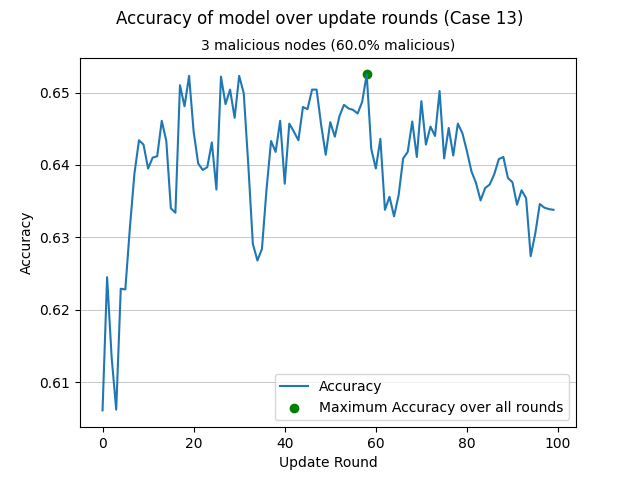 Accuracy of model over update rounds (Case 13)
3 malicious nodes (60.0% malicious)
0.65
0.64
0.63
0.62
0.61
Accuracy
Accuracy
Maximum Accuracy over all rounds
0 20 40 60 80 100
Update Round